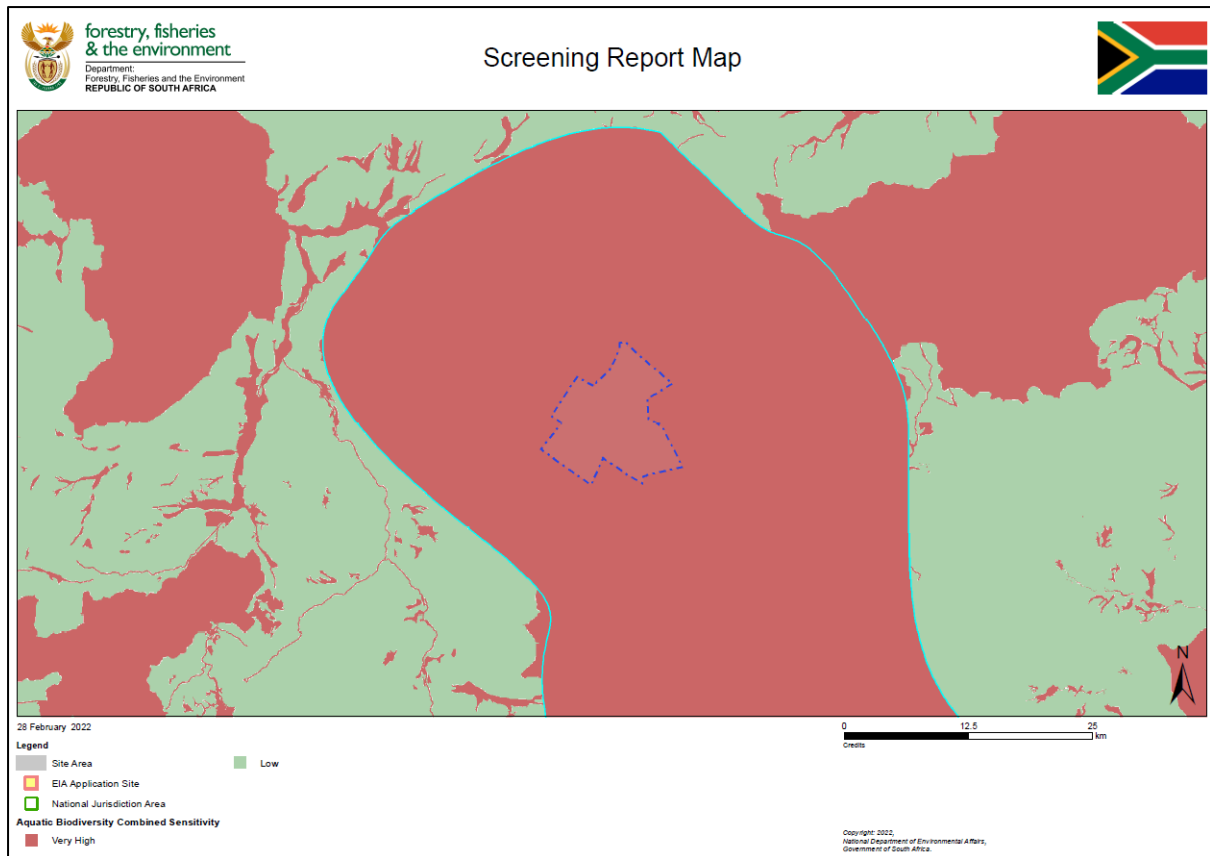 forestry, fisheries
& the environment
Department:
Forestry, Fisheries and the Environment
REPUBLIC OF SOUTH AFRICA
Screening Report Map
N
28 February 2022
0 12.5 25
km
Credits
Legend
Site Area
Low
EIA Application Site
National Jurisdiction Area
Aquatic Biodiversity Combined Sensitivity
Very High
Copyright: 2022,
National Department of Environmental Affairs,
Government of South Africa.